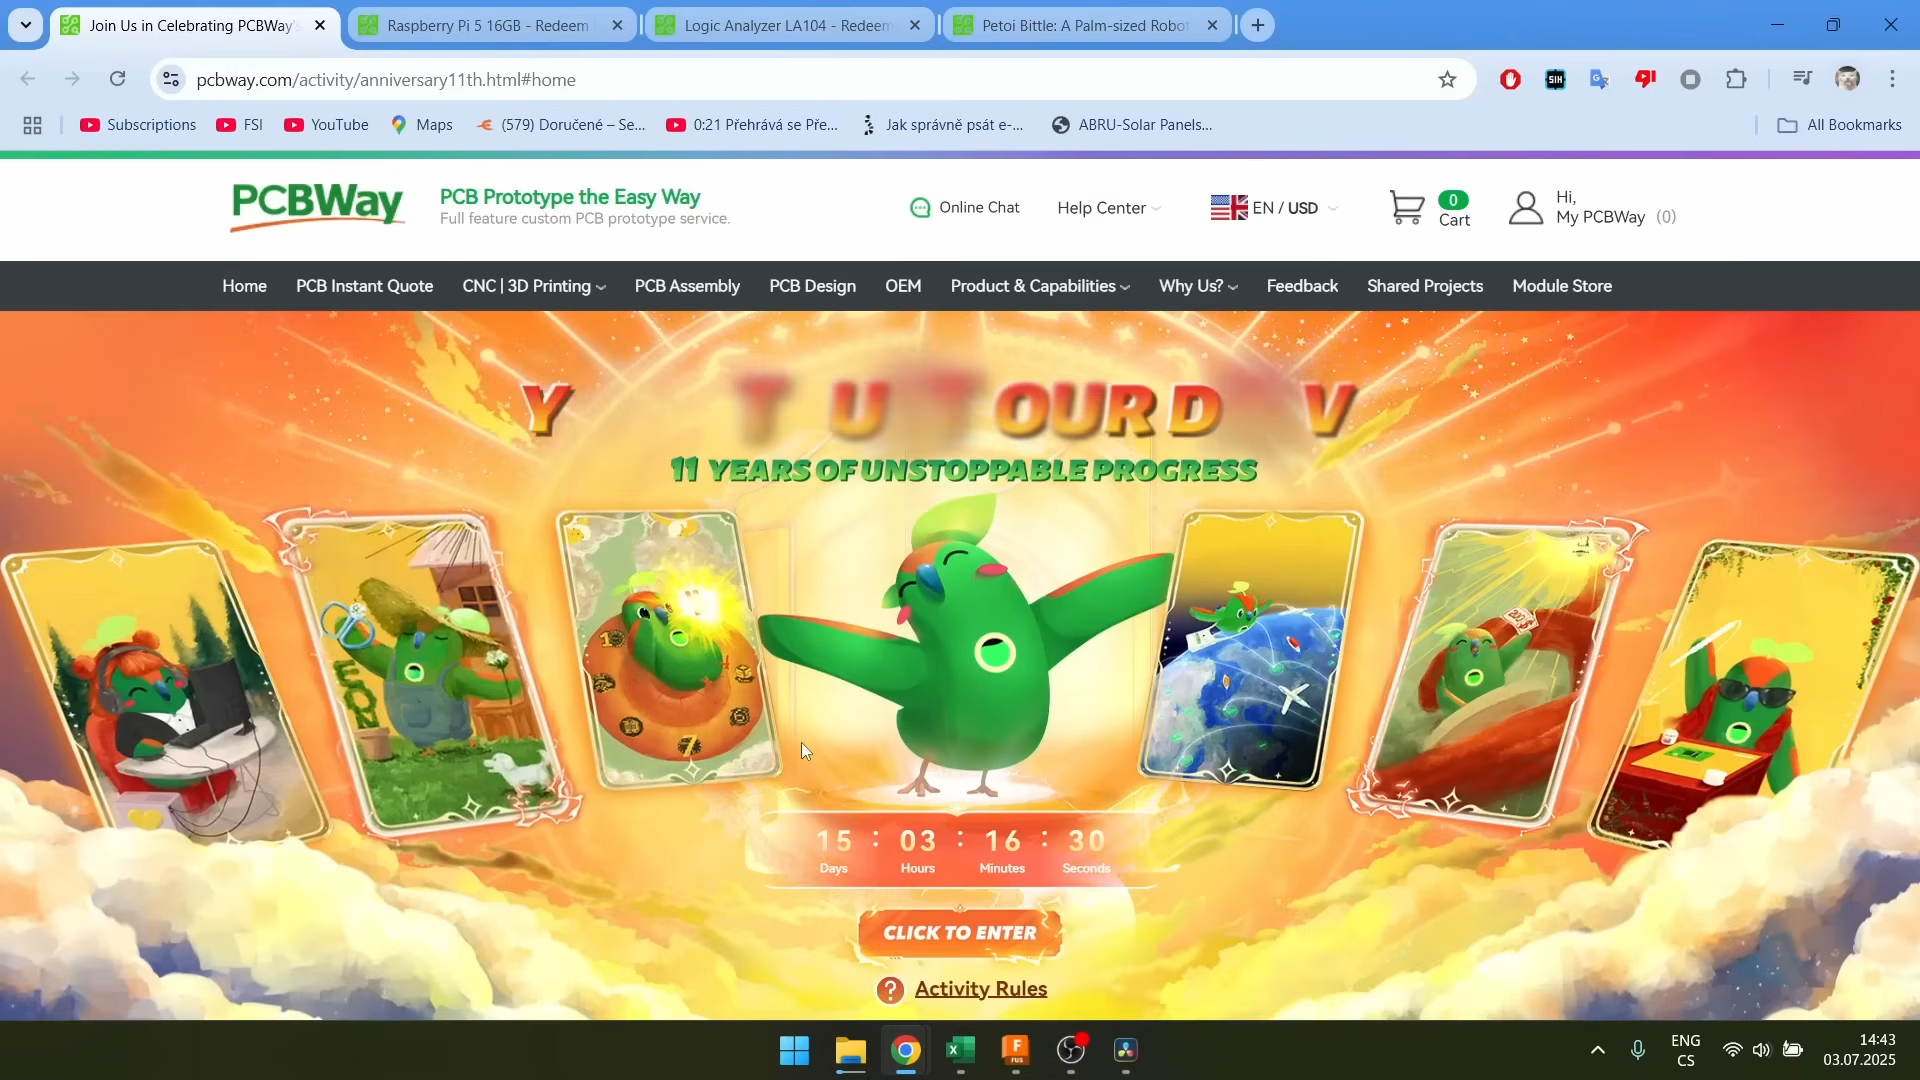 Join Us in Celebrating PCBWay's
Raspberry Pi 5 16GB - Redeem
Logic Analyzer LA104 - Redeem
Petoi Bittle: A Palm-sized Robot
pcbway.com/activity/anniversary11th.html#home
Subscriptions
FSI
YouTube
Maps
(579) Doručené – Se...
0:21 Přehrává se Pře...
Jak správně psát e-...
ABRU-Solar Panels...
All Bookmarks
PCBWay
PCB Prototype the Easy Way
Full feature custom PCB prototype service.
Online Chat
Help Center
EN / USD
0
Cart
Hi,
My PCBWay (0)
Home
PCB Instant Quote
CNC | 3D Printing
PCB Assembly
PCB Design
OEM
Product & Capabilities
Why Us?
Feedback
Shared Projects
Module Store
Y T U T OUR D V
11 YEARS OF UNSTOPPABLE PROGRESS
15 : 03 : 16 : 30
Days Hours Minutes Seconds
CLICK TO ENTER
? Activity Rules
ENG
CS
14:43
03.07.2025